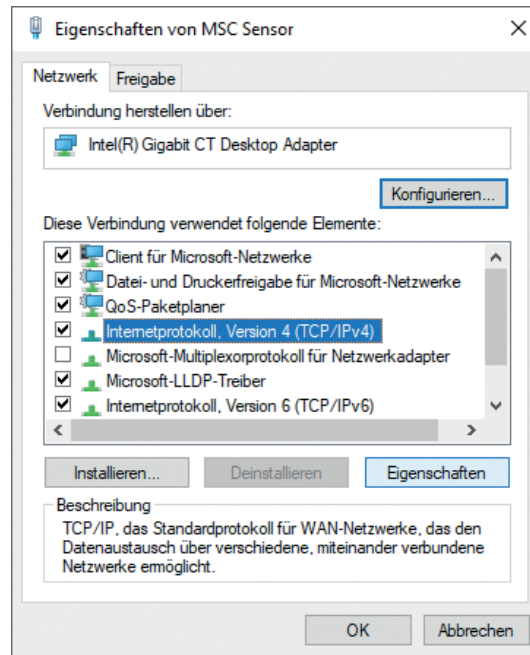 Eigenschaften von MSC Sensor
Netzwerk
Freigabe
Verbindung herstellen über:
Intel(R) Gigabit CT Desktop Adapter
Konfigurieren...
Diese Verbindung verwendet folgende Elemente:
Client für Microsoft-Netzwerke
Datei- und Druckerfreigabe für Microsoft-Netzwerke
QoS-Paketplaner
Internetprotokoll, Version 4 (TCP/IPv4)
Microsoft-Multiplexorprotokoll für Netzwerkadapter
Microsoft-LLDP-Treiber
Internetprotokoll, Version 6 (TCP/IPv6)
Installieren...
Deinstallieren
Eigenschaften
Beschreibung
TCP/IP, das Standardprotokoll für WAN-Netzwerke, das den
Datenaustausch über verschiedene, miteinander verbundene
Netzwerke ermöglicht.
OK
Abbrechen